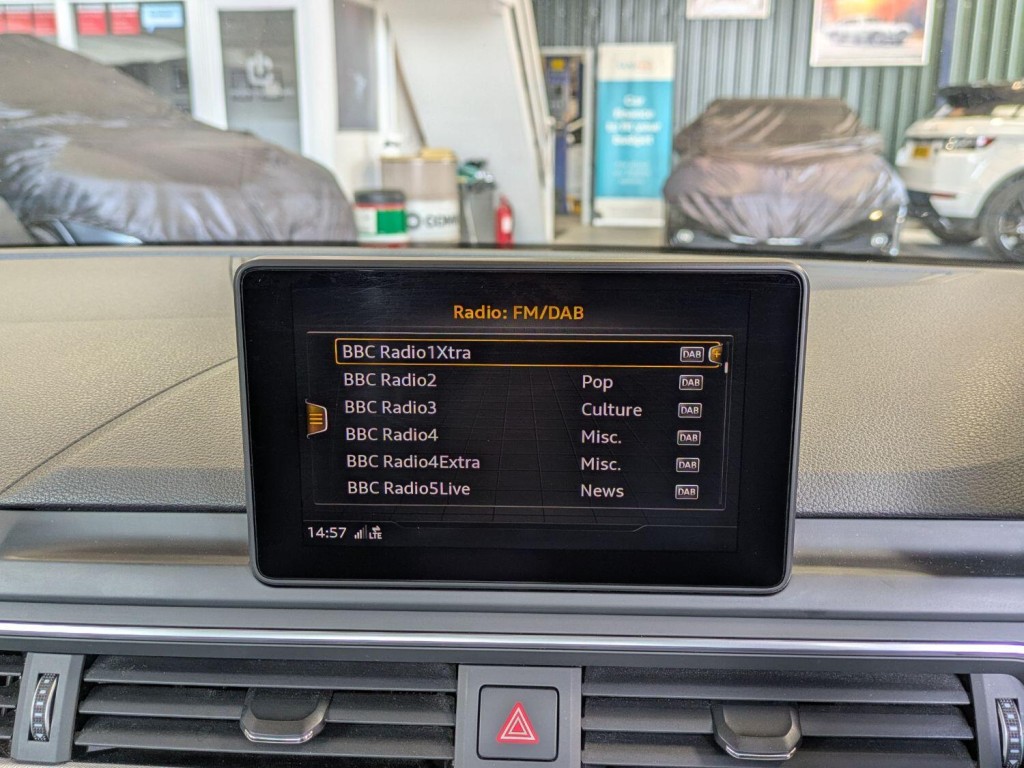 Radio: FM/DAB
BBC Radio1Xtra DAB
BBC Radio2 Pop DAB
BBC Radio3 Culture DAB
BBC Radio4 Misc. DAB
BBC Radio4Extra Misc. DAB
BBC Radio5Live News DAB
14:57 LTE